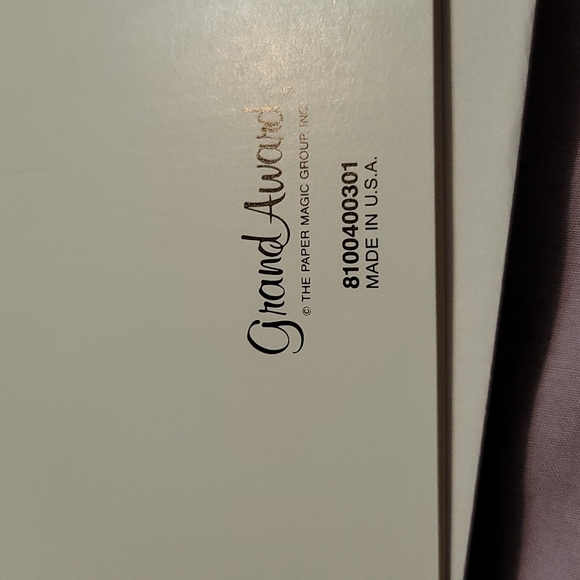 Grand Award
© THE PAPER MAGIC GROUP, INC.
8100400301
MADE IN U.S.A.